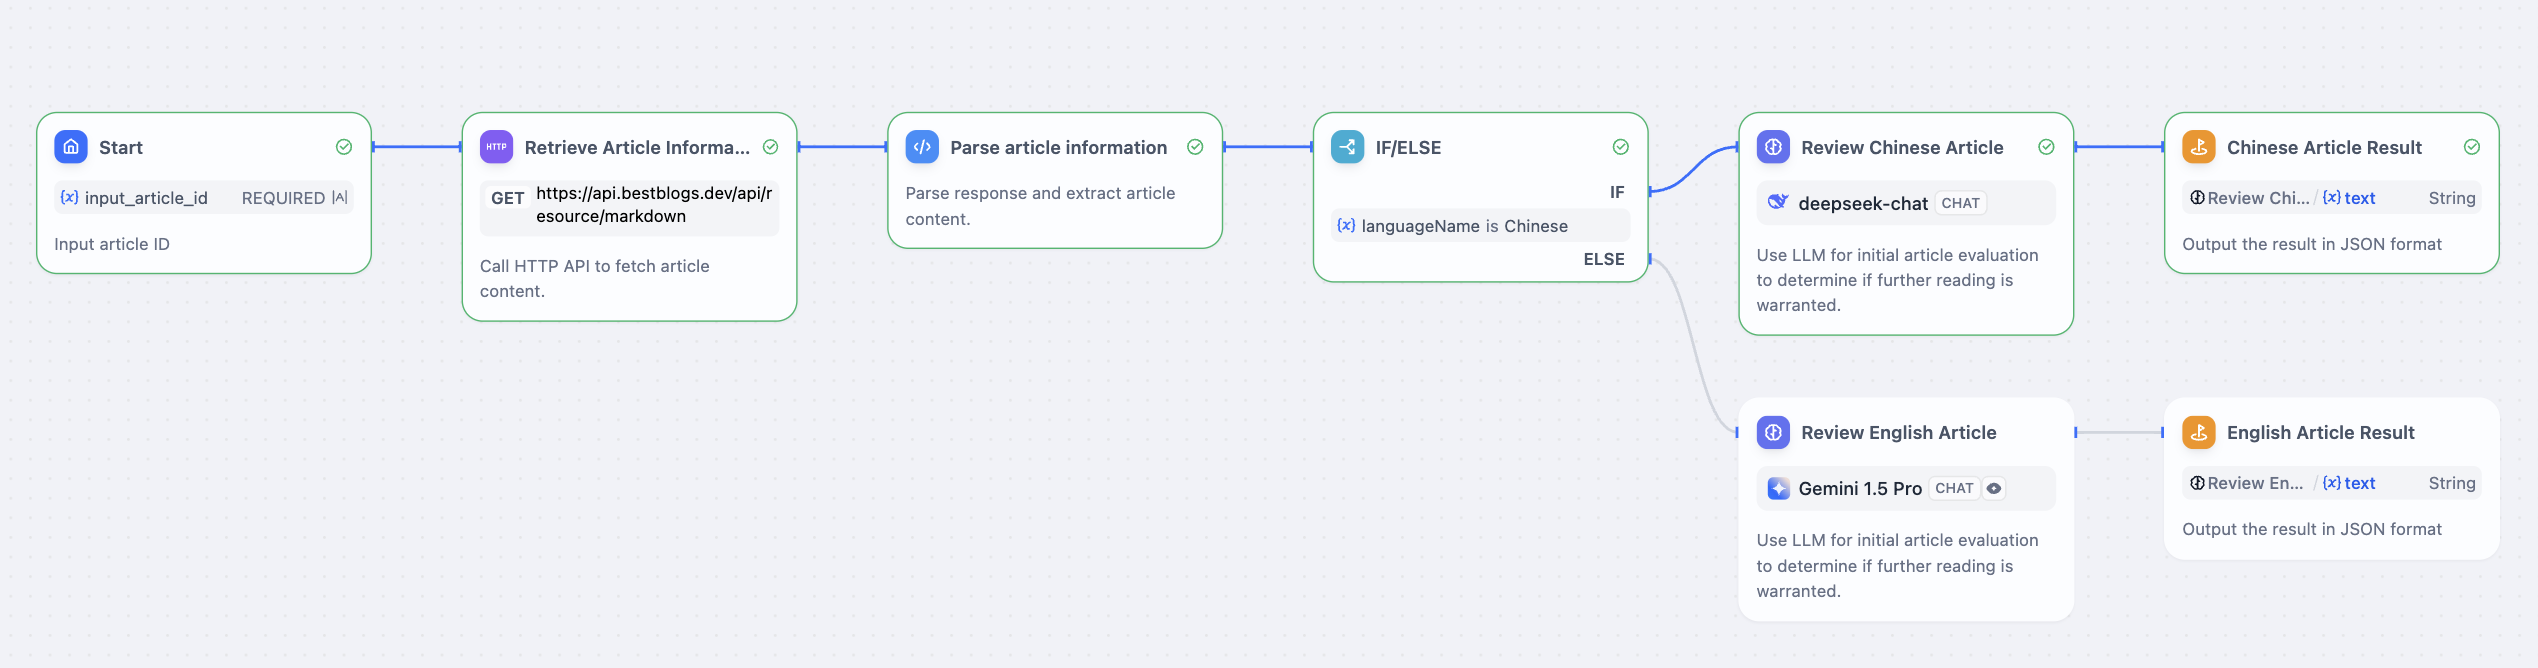 Start
{x} input_article_id REQUIRED |A|
Input article ID
HTTP
Retrieve Article Informa...
GET
https://api.bestblogs.dev/api/r
esource/markdown
Call HTTP API to fetch article
content.
</>
Parse article information
Parse response and extract article
content.
IF/ELSE
IF
{x} languageName is Chinese
ELSE
Review Chinese Article
deepseek-chat CHAT
Use LLM for initial article evaluation
to determine if further reading is
warranted.
Chinese Article Result
Review Chi... / {x} text String
Output the result in JSON format
Review English Article
Gemini 1.5 Pro CHAT
Use LLM for initial article evaluation
to determine if further reading is
warranted.
English Article Result
Review En... / {x} text String
Output the result in JSON format